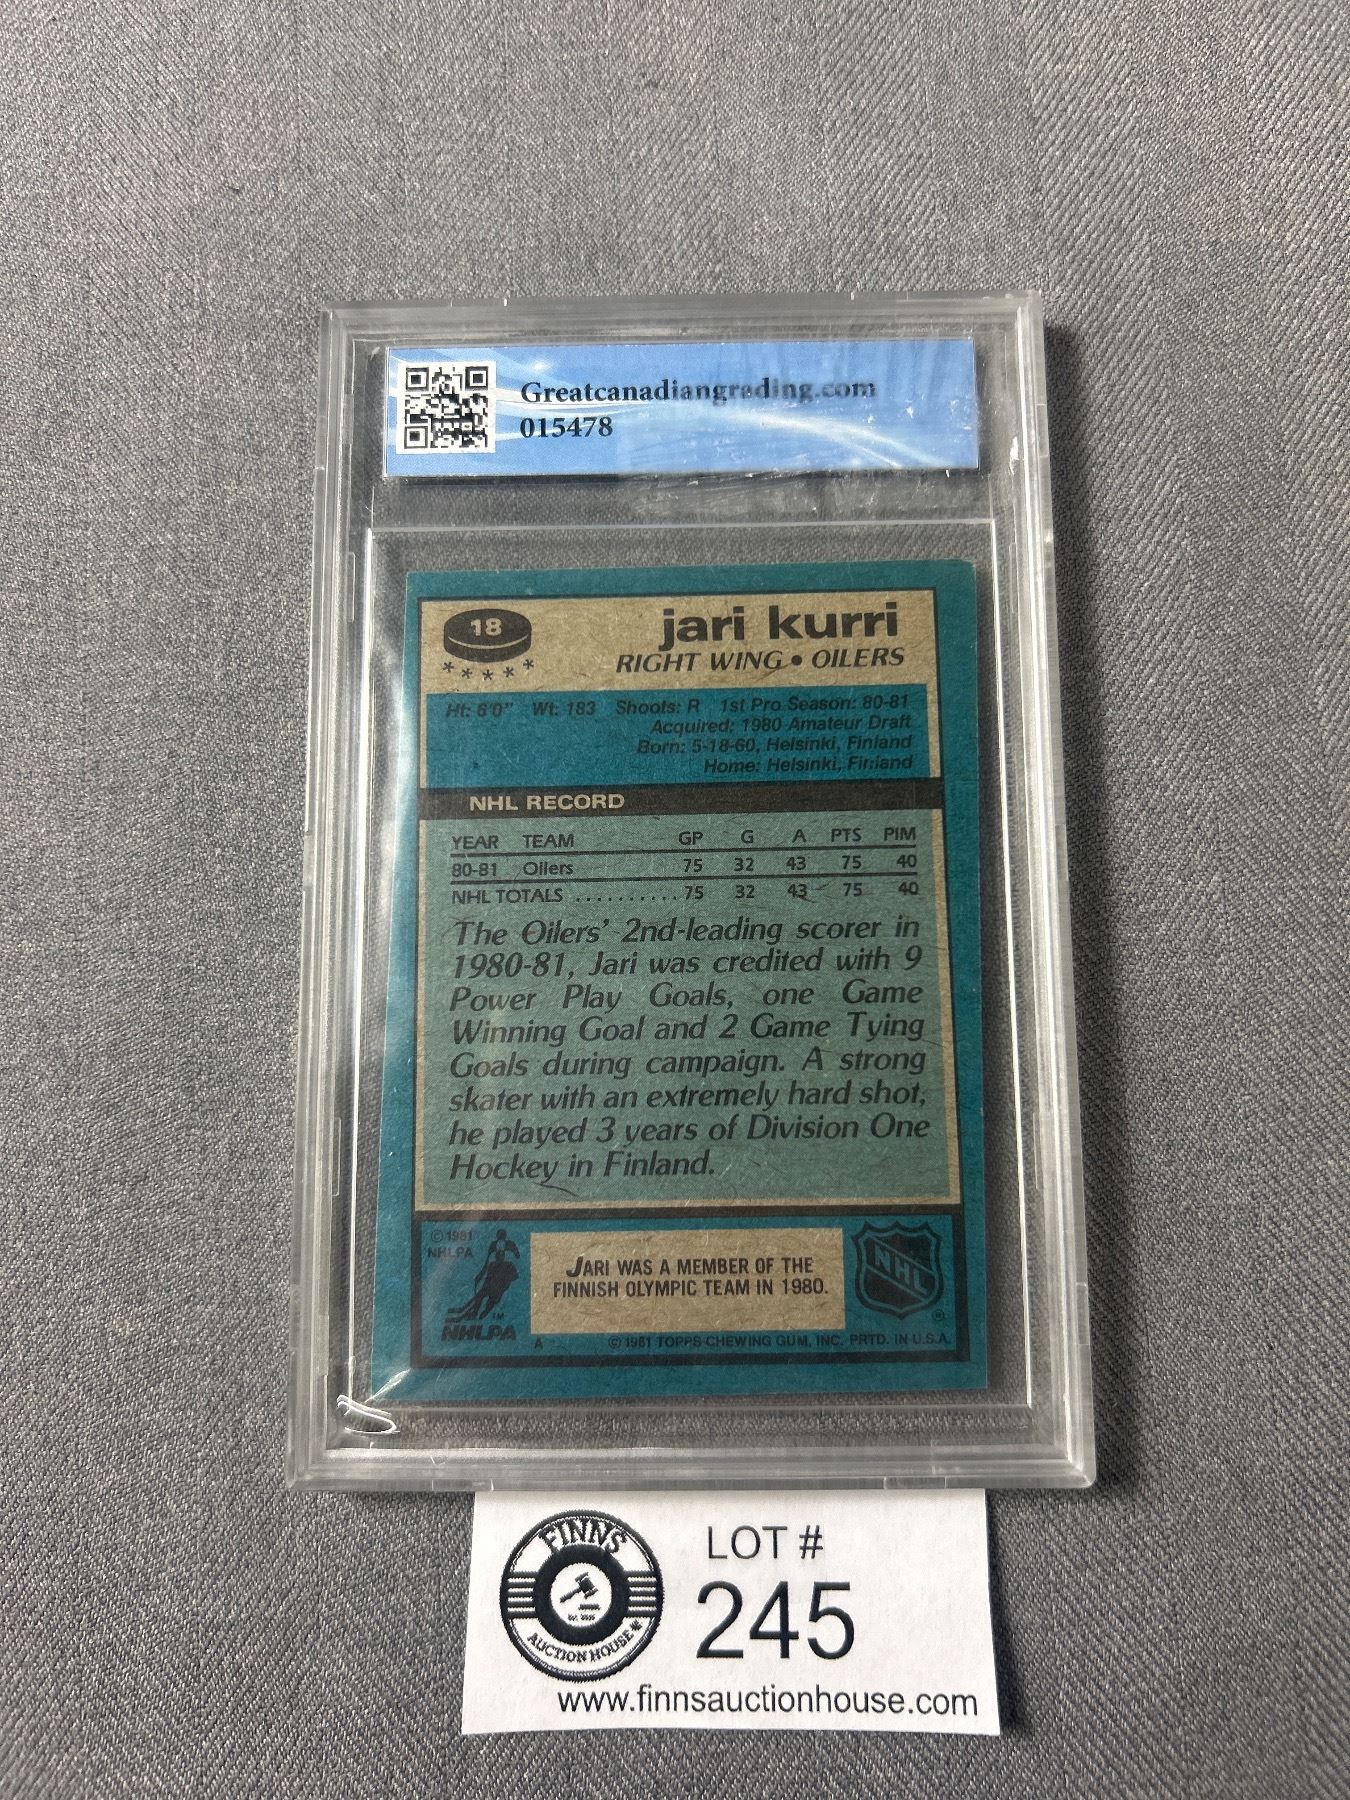 Greatcanadiangrading.com
015478
18
jari kurri
RIGHT WING • OILERS
Ht: 6'0" Wt: 183 Shoots: R 1st Pro Season: 80-81
Acquired: 1980 Amateur Draft
Born: 5-18-60, Helsinki, Finland
Home: Helsinki, Finland
NHL RECORD
YEAR TEAM GP G A PTS PIM
80-81 Oilers 75 32 43 75 40
NHL TOTALS .......... 75 32 43 75 40
The Oilers' 2nd-leading scorer in
1980-81, Jari was credited with 9
Power Play Goals, one Game
Winning Goal and 2 Game Tying
Goals during campaign. A strong
skater with an extremely hard shot,
he played 3 years of Division One
Hockey in Finland.
© 1981
NHLPA
TM
NHLPA
JARI WAS A MEMBER OF THE
FINNISH OLYMPIC TEAM IN 1980.
NHL
®
A © 1981 TOPPS CHEWING GUM, INC. PRTD. IN U.S.A.
FINNS
AUCTION HOUSE
LOT #
245
www.finnsauctionhouse.com